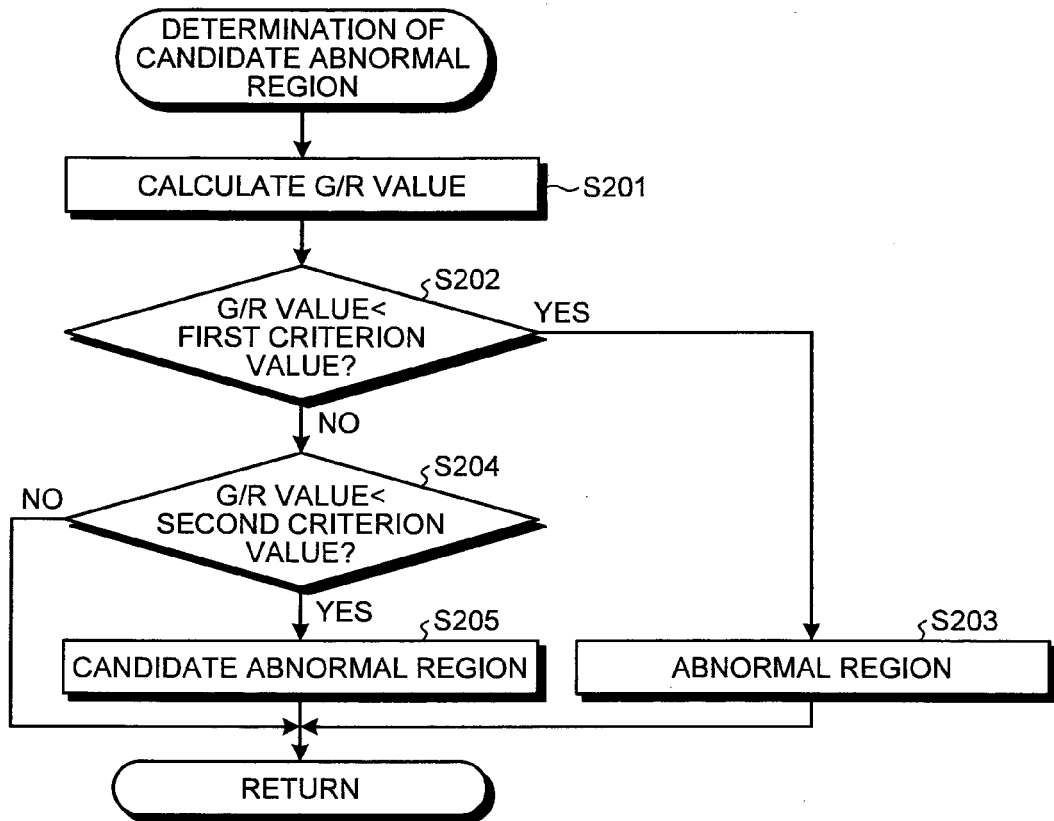 DETERMINATION OF
CANDIDATE ABNORMAL
REGION
CALCULATE G/R VALUE
S201
S202
G/R VALUE<
FIRST CRITERION
VALUE?
YES
NO
S204
G/R VALUE<
SECOND CRITERION
VALUE?
NO
YES
S205
CANDIDATE ABNORMAL REGION
S203
ABNORMAL REGION
RETURN